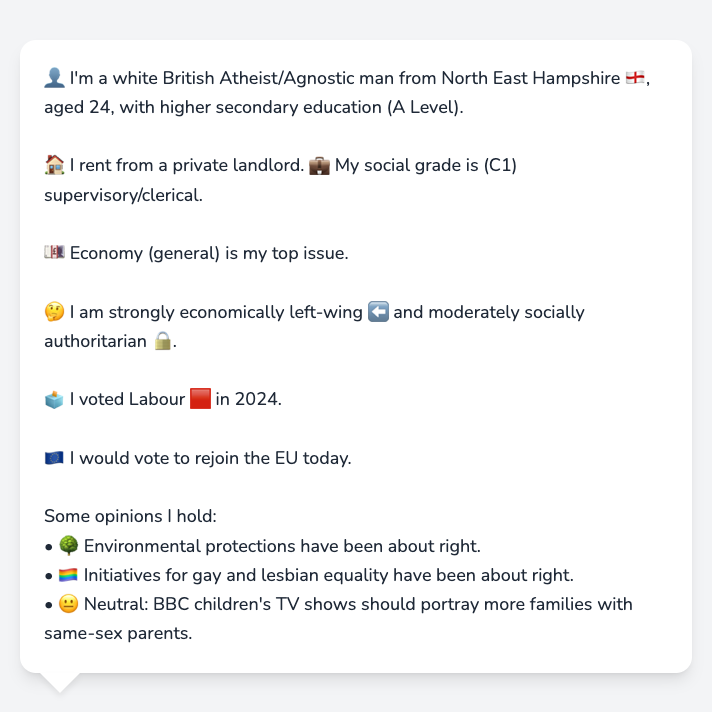 👤 I'm a white British Atheist/Agnostic man from North East Hampshire 🏴󠁧󠁢󠁥󠁮󠁧󠁿,
aged 24, with higher secondary education (A Level).
🏠 I rent from a private landlord. 💼 My social grade is (C1)
supervisory/clerical.
💷 Economy (general) is my top issue.
🤔 I am strongly economically left-wing ⬅️ and moderately socially
authoritarian 🔒.
🗳️ I voted Labour 🟥 in 2024.
🇪🇺 I would vote to rejoin the EU today.
Some opinions I hold:
• 🌳 Environmental protections have been about right.
• 🏳️‍🌈 Initiatives for gay and lesbian equality have been about right.
• 😐 Neutral: BBC children's TV shows should portray more families with
same-sex parents.